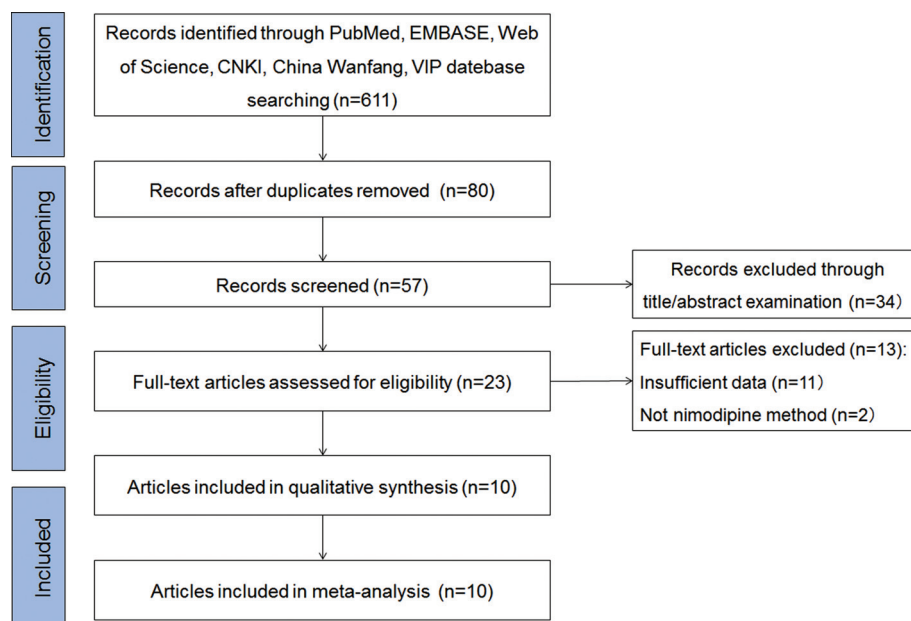 Identification
Records identified through PubMed, EMBASE, Web
of Science, CNKI, China Wanfang, VIP datebase
searching (n=611)
Screening
Records after duplicates removed (n=80)
Records screened (n=57)
Records excluded through
title/abstract examination (n=34)
Eligibility
Full-text articles assessed for eligibility (n=23)
Full-text articles excluded (n=13):
Insufficient data (n=11)
Not nimodipine method (n=2)
Articles included in qualitative synthesis (n=10)
Included
Articles included in meta-analysis (n=10)